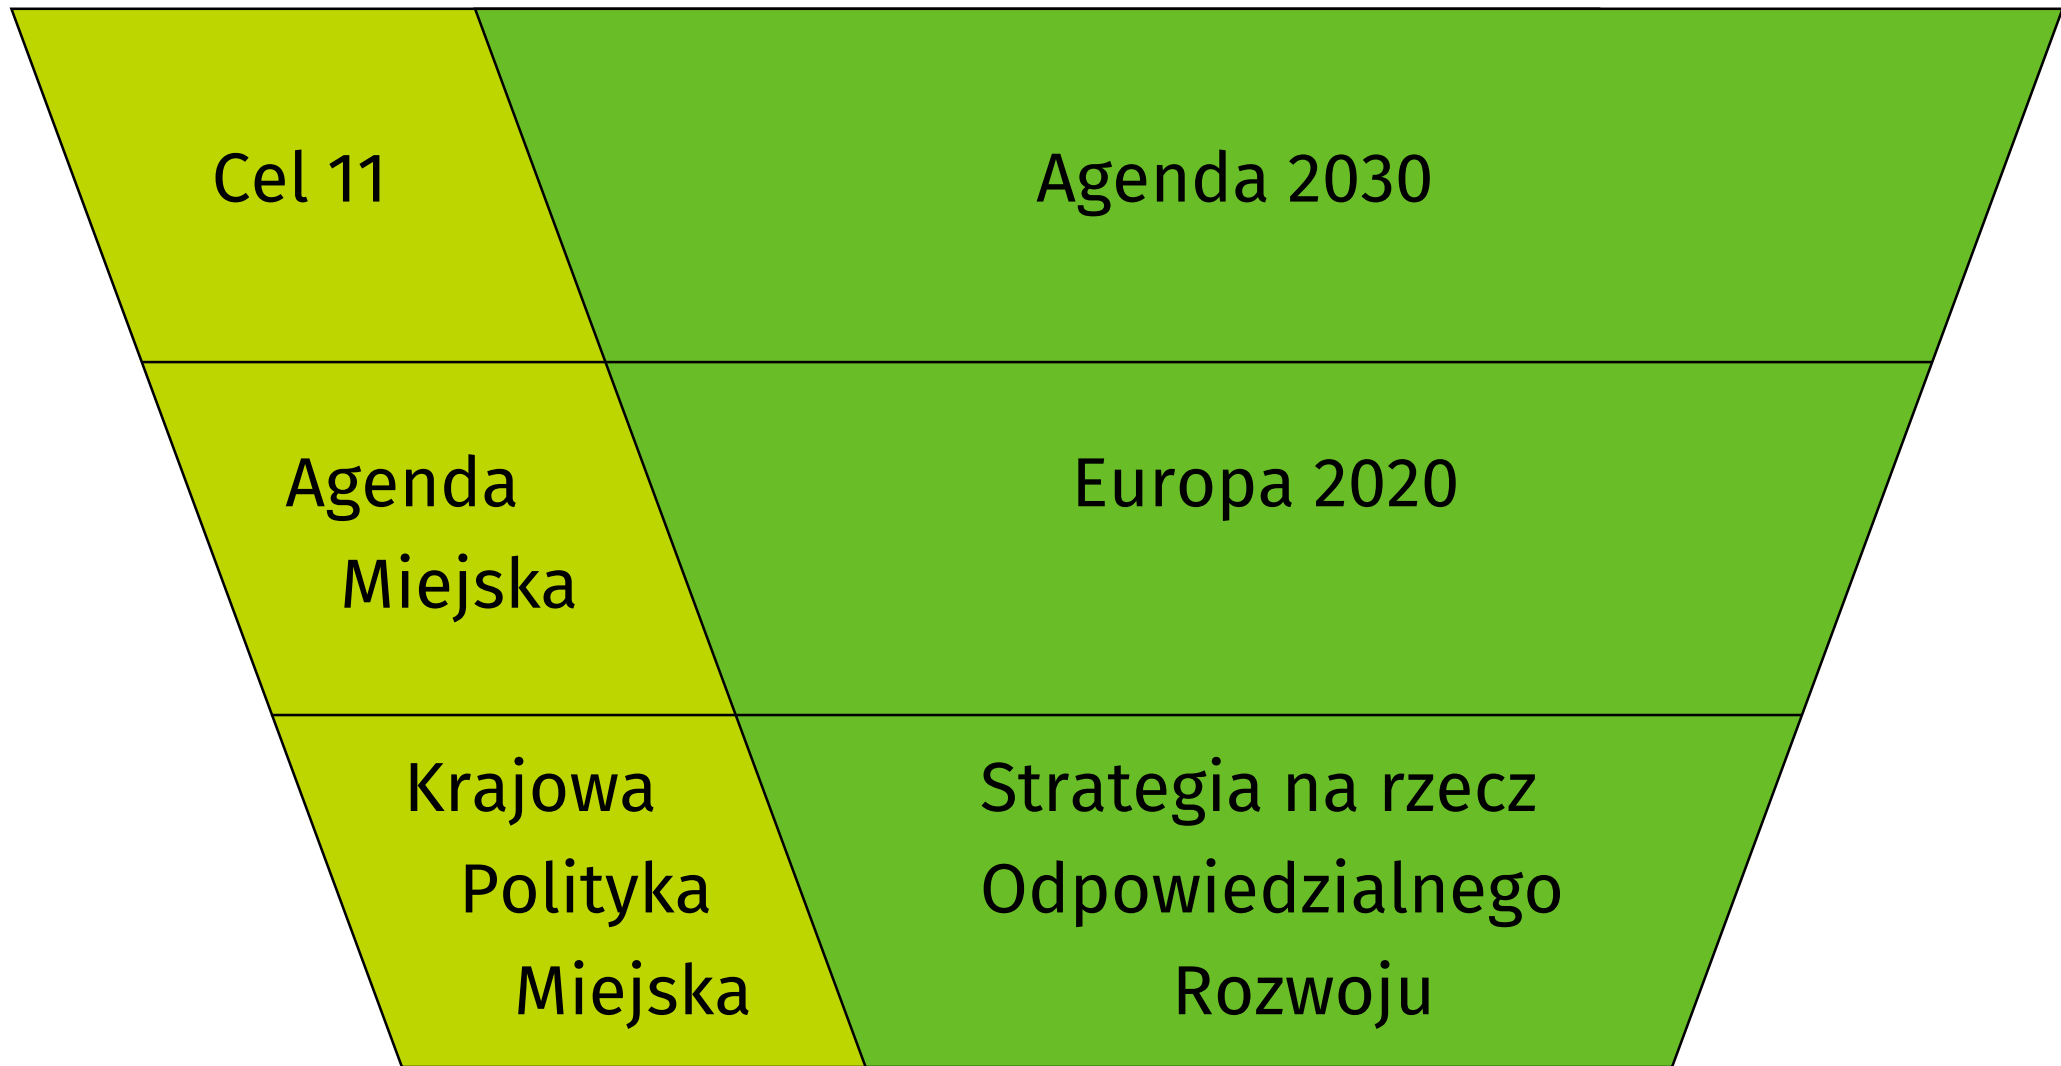 Cel 11
Agenda 2030
Agenda
Miejska
Europa 2020
Krajowa
Polityka
Miejska
Strategia na rzecz
Odpowiedzialnego
Rozwoju